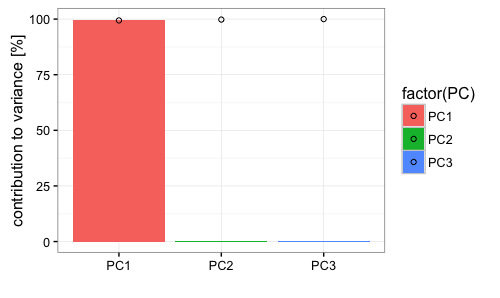 contribution to variance [%]
100
75
50
25
0
PC1 PC2 PC3
factor(PC)
PC1
PC2
PC3